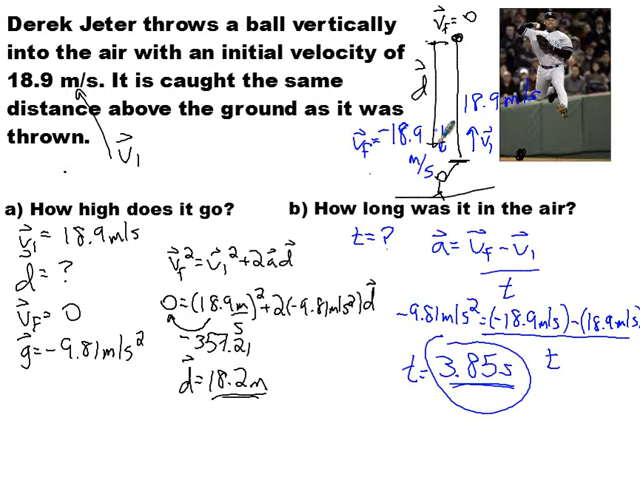 Derek Jeter throws a ball vertically
into the air with an initial velocity of
18.9 m/s. It is caught the same
distance above the ground as it was
thrown.
v⃗₁
v⃗F = 0
d⃗
18.9 m/s
v⃗F = -18.9
m/s
↑ v⃗₁
a) How high does it go?
v⃗₁ = 18.9 m/s
d⃗ = ?
v⃗F = 0
g⃗ = -9.81 m/s²
v⃗F² = v⃗₁² + 2a⃗d⃗
0 = (18.9 m/s)² + 2(-9.81 m/s²) d⃗
-357.21
d⃗ = 18.2 m
b) How long was it in the air?
t = ?
a⃗ = (v⃗F - v⃗₁) / t
-9.81 m/s² = (-18.9 m/s) - (18.9 m/s) / t
t = 3.85 s